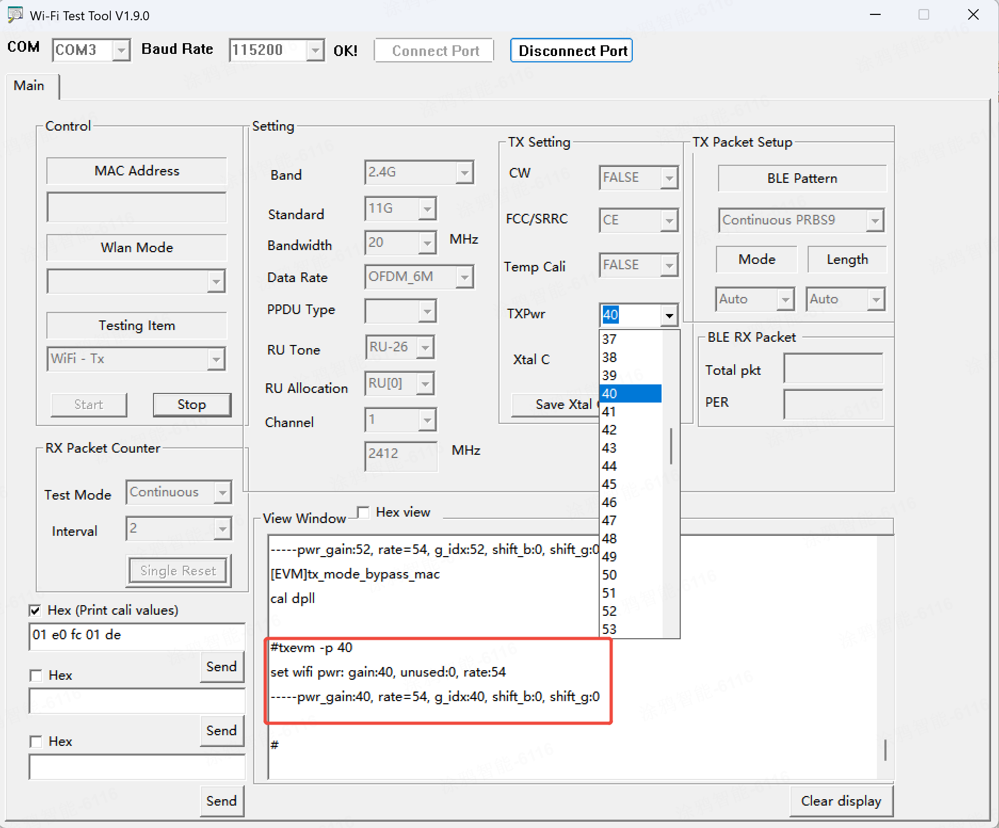 Wi-Fi Test Tool V1.9.0
COM
COM3
Baud Rate
115200
OK!
Connect Port
Disconnect Port
Main
Control
MAC Address
Wlan Mode
Testing Item
WiFi - Tx
Start
Stop
Setting
Band
2.4G
Standard
11G
Bandwidth
20
MHz
Data Rate
OFDM_6M
PPDU Type
RU Tone
RU-26
RU Allocation
RU[0]
Channel
1
2412
MHz
TX Setting
CW
FALSE
FCC/SRRC
CE
Temp Cali
FALSE
TXPwr
40
37
38
39
40
41
42
43
44
45
46
47
48
49
50
51
52
53
Xtal C
Save Xtal
TX Packet Setup
BLE Pattern
Continuous PRBS9
Mode
Length
Auto
Auto
BLE RX Packet
Total pkt
PER
RX Packet Counter
Test Mode
Continuous
Interval
2
Single Reset
Hex (Print cali values)
01 e0 fc 01 de
Send
Hex
Send
Hex
Send
View Window
Hex view
-----pwr_gain:52, rate=54, g_idx:52, shift_b:0, shift_g:0
[EVM]tx_mode_bypass_mac
cal dpll
#txevm -p 40
set wifi pwr: gain:40, unused:0, rate:54
-----pwr_gain:40, rate=54, g_idx:40, shift_b:0, shift_g:0
#
Clear display
涂鸦智能-6116